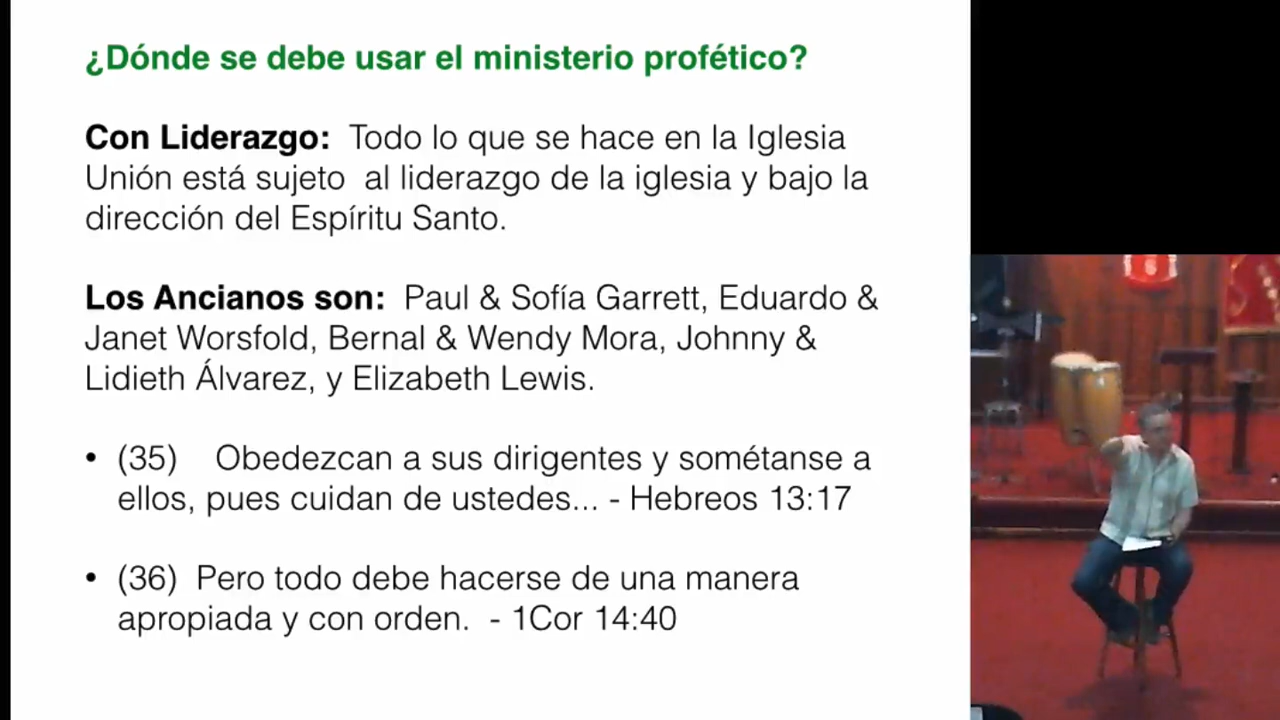 ¿Dónde se debe usar el ministerio profético?
Con Liderazgo: Todo lo que se hace en la Iglesia
Unión está sujeto al liderazgo de la iglesia y bajo la
dirección del Espíritu Santo.
Los Ancianos son: Paul & Sofía Garrett, Eduardo &
Janet Worsfold, Bernal & Wendy Mora, Johnny &
Lidieth Álvarez, y Elizabeth Lewis.
• (35) Obedezcan a sus dirigentes y sométanse a
ellos, pues cuidan de ustedes... - Hebreos 13:17
• (36) Pero todo debe hacerse de una manera
apropiada y con orden. - 1Cor 14:40